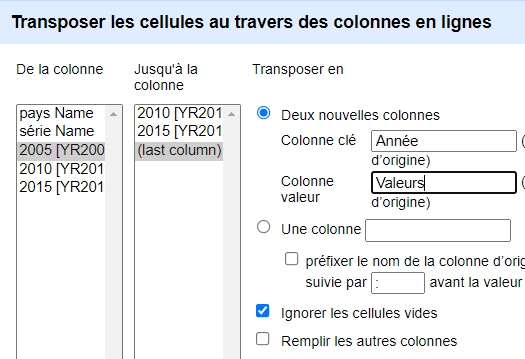 Transposer les cellules au travers des colonnes en lignes
De la colonne
Jusqu'à la colonne
Transposer en
pays Name
série Name
2005 [YR200
2010 [YR201
2015 [YR201
2010 [YR201
2015 [YR201
(last column)
Deux nouvelles colonnes
Colonne clé
Année
(
d'origine)
Colonne
valeur
Valeurs
(
d'origine)
Une colonne
préfixer le nom de la colonne d'orig
suivie par : avant la valeur
Ignorer les cellules vides
Remplir les autres colonnes